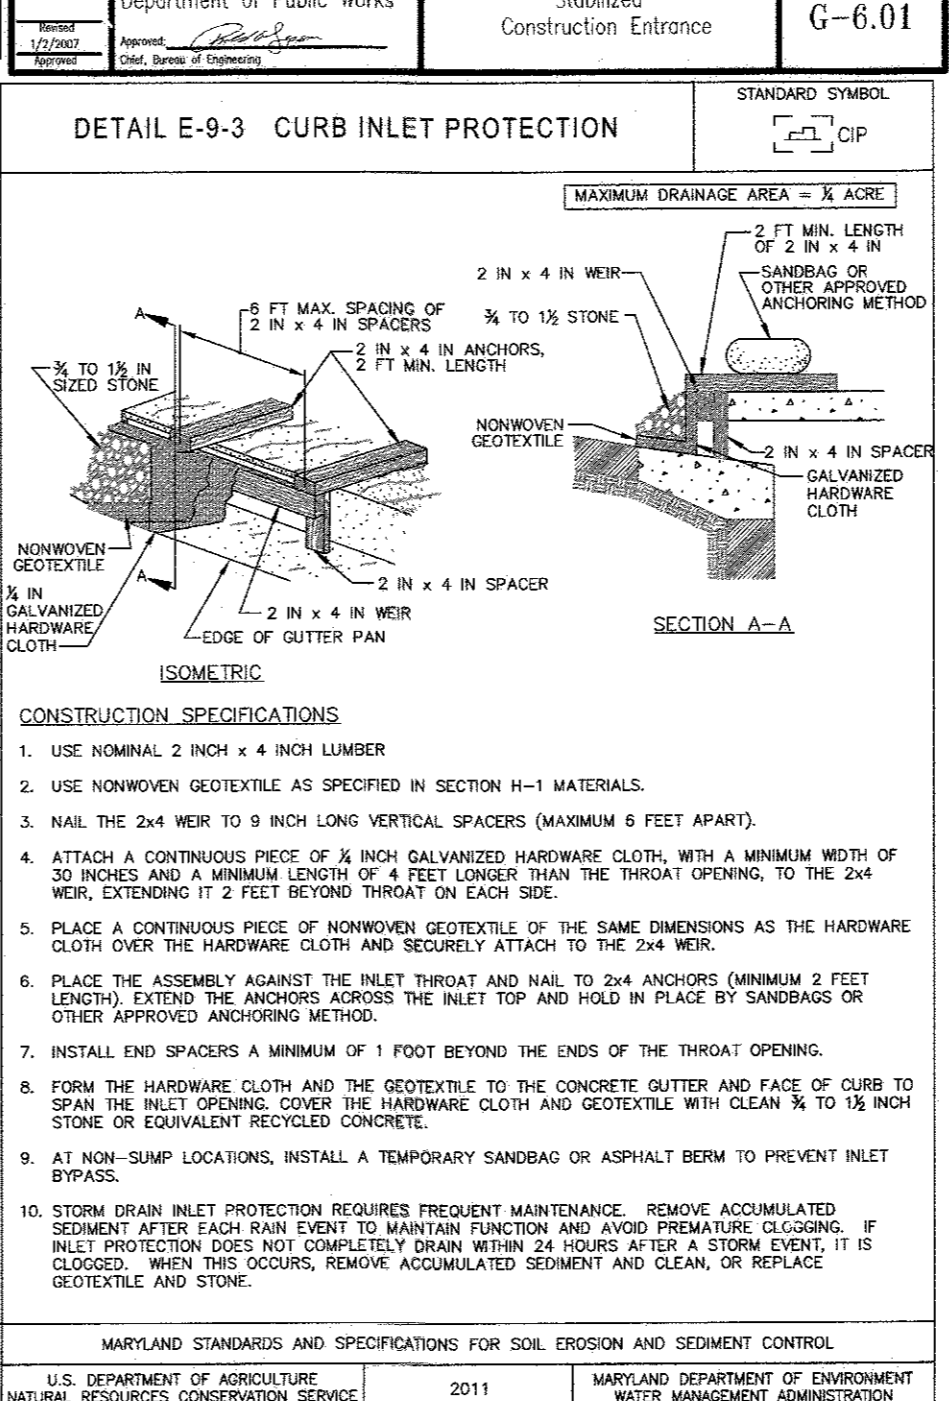 Department of Public Works
Revised
1/2/2007
Approved
Approved:
Chief, Bureau of Engineering
Stabilized
Construction Entrance
G-6.01
DETAIL E-9-3 CURB INLET PROTECTION
STANDARD SYMBOL
CIP
MAXIMUM DRAINAGE AREA = ¼ ACRE
2 FT MIN. LENGTH
OF 2 IN x 4 IN
2 IN x 4 IN WEIR
SANDBAG OR
OTHER APPROVED
ANCHORING METHOD
¾ TO 1½ STONE
NONWOVEN
GEOTEXTILE
2 IN x 4 IN SPACER
GALVANIZED
HARDWARE
CLOTH
SECTION A-A
A
6 FT MAX. SPACING OF
2 IN x 4 IN SPACERS
2 IN x 4 IN ANCHORS,
2 FT MIN. LENGTH
¾ TO 1½ IN
SIZED STONE
NONWOVEN
GEOTEXTILE
A
¼ IN
GALVANIZED
HARDWARE
CLOTH
2 IN x 4 IN SPACER
2 IN x 4 IN WEIR
EDGE OF GUTTER PAN
ISOMETRIC
CONSTRUCTION SPECIFICATIONS
1. USE NOMINAL 2 INCH x 4 INCH LUMBER
2. USE NONWOVEN GEOTEXTILE AS SPECIFIED IN SECTION H-1 MATERIALS.
3. NAIL THE 2x4 WEIR TO 9 INCH LONG VERTICAL SPACERS (MAXIMUM 6 FEET APART).
4. ATTACH A CONTINUOUS PIECE OF ¼ INCH GALVANIZED HARDWARE CLOTH, WITH A MINIMUM WIDTH OF
30 INCHES AND A MINIMUM LENGTH OF 4 FEET LONGER THAN THE THROAT OPENING, TO THE 2x4
WEIR, EXTENDING IT 2 FEET BEYOND THROAT ON EACH SIDE.
5. PLACE A CONTINUOUS PIECE OF NONWOVEN GEOTEXTILE OF THE SAME DIMENSIONS AS THE HARDWARE
CLOTH OVER THE HARDWARE CLOTH AND SECURELY ATTACH TO THE 2x4 WEIR.
6. PLACE THE ASSEMBLY AGAINST THE INLET THROAT AND NAIL TO 2x4 ANCHORS (MINIMUM 2 FEET
LENGTH). EXTEND THE ANCHORS ACROSS THE INLET TOP AND HOLD IN PLACE BY SANDBAGS OR
OTHER APPROVED ANCHORING METHOD.
7. INSTALL END SPACERS A MINIMUM OF 1 FOOT BEYOND THE ENDS OF THE THROAT OPENING.
8. FORM THE HARDWARE CLOTH AND THE GEOTEXTILE TO THE CONCRETE GUTTER AND FACE OF CURB TO
SPAN THE INLET OPENING. COVER THE HARDWARE CLOTH AND GEOTEXTILE WITH CLEAN ¾ TO 1½ INCH
STONE OR EQUIVALENT RECYCLED CONCRETE.
9. AT NON-SUMP LOCATIONS, INSTALL A TEMPORARY SANDBAG OR ASPHALT BERM TO PREVENT INLET
BYPASS.
10. STORM DRAIN INLET PROTECTION REQUIRES FREQUENT MAINTENANCE. REMOVE ACCUMULATED
SEDIMENT AFTER EACH RAIN EVENT TO MAINTAIN FUNCTION AND AVOID PREMATURE CLOGGING. IF
INLET PROTECTION DOES NOT COMPLETELY DRAIN WITHIN 24 HOURS AFTER A STORM EVENT, IT IS
CLOGGED. WHEN THIS OCCURS, REMOVE ACCUMULATED SEDIMENT AND CLEAN, OR REPLACE
GEOTEXTILE AND STONE.
MARYLAND STANDARDS AND SPECIFICATIONS FOR SOIL EROSION AND SEDIMENT CONTROL
U.S. DEPARTMENT OF AGRICULTURE
NATURAL RESOURCES CONSERVATION SERVICE
2011
MARYLAND DEPARTMENT OF ENVIRONMENT
WATER MANAGEMENT ADMINISTRATION